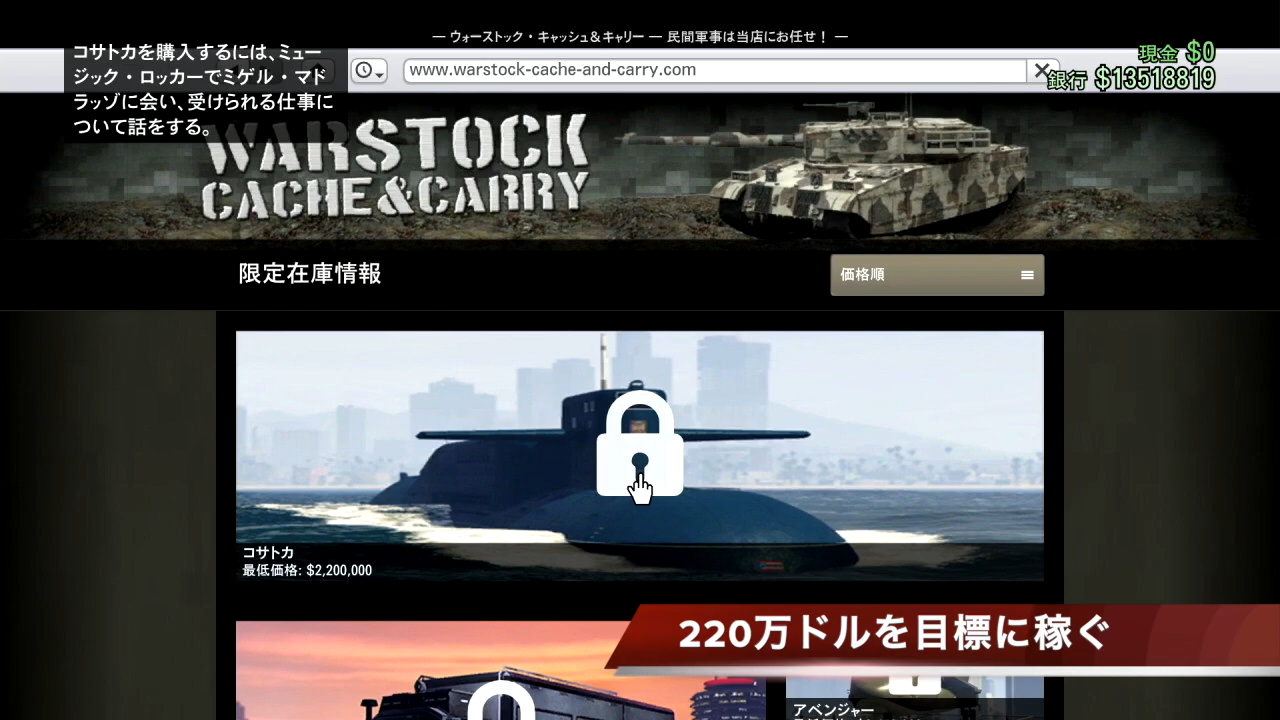 — ウォーストック・キャッシュ＆キャリー — 民間軍事は当店にお任せ！ —
コサトカを購入するには、ミュー
ジック・ロッカーでミゲル・マド
ラッゾに会い、受けられる仕事に
ついて話をする。
www.warstock-cache-and-carry.com
現金 $0
銀行 $13518819
WARSTOCK
CACHE&CARRY
限定在庫情報
価格順
コサトカ
最低価格: $2,200,000
220万ドルを目標に稼ぐ
アベンジャー